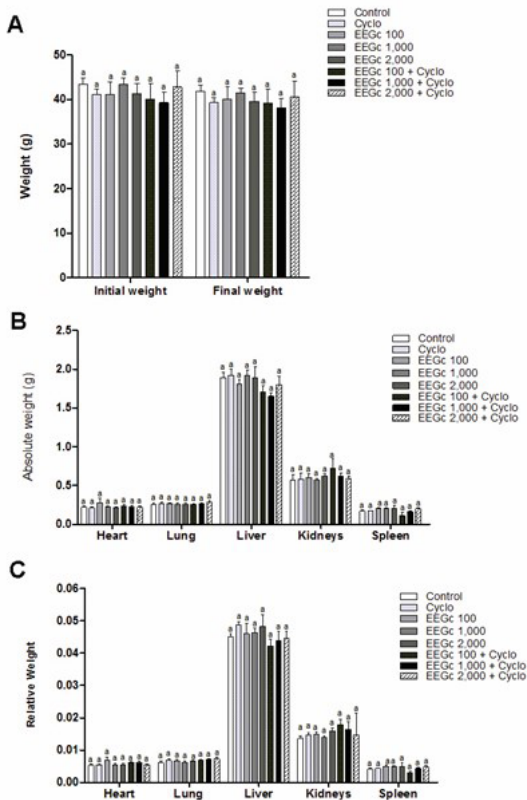 A
Control
Cyclo
EEGc 100
EEGc 1,000
EEGc 2,000
EEGc 100 + Cyclo
EEGc 1,000 + Cyclo
EEGc 2,000 + Cyclo
Weight (g)
50
40
30
20
10
0
a a a a a a a a a a a a a a a a
Initial weight Final weight
B
Control
Cyclo
EEGc 100
EEGc 1,000
EEGc 2,000
EEGc 100 + Cyclo
EEGc 1,000 + Cyclo
EEGc 2,000 + Cyclo
Absolute weight (g)
2.5
2.0
1.5
1.0
0.5
0.0
a a a a a a a a a a a a a a a a a a a a a a a a a a a a a a a a a a a a a a a a
Heart Lung Liver Kidneys Spleen
C
Control
Cyclo
EEGc 100
EEGc 1,000
EEGc 2,000
EEGc 100 + Cyclo
EEGc 1,000 + Cyclo
EEGc 2,000 + Cyclo
Relative Weight
0.06
0.05
0.04
0.03
0.02
0.01
0.00
a a a a a a a a a a a a a a a a a a a a a a a a a a a a a a a a a a a a a a a a
Heart Lung Liver Kidneys Spleen